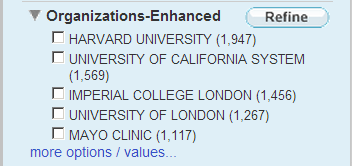 Organizations-Enhanced Refine
HARVARD UNIVERSITY (1,947)
UNIVERSITY OF CALIFORNIA SYSTEM
(1,569)
IMPERIAL COLLEGE LONDON (1,456)
UNIVERSITY OF LONDON (1,267)
MAYO CLINIC (1,117)
more options / values...